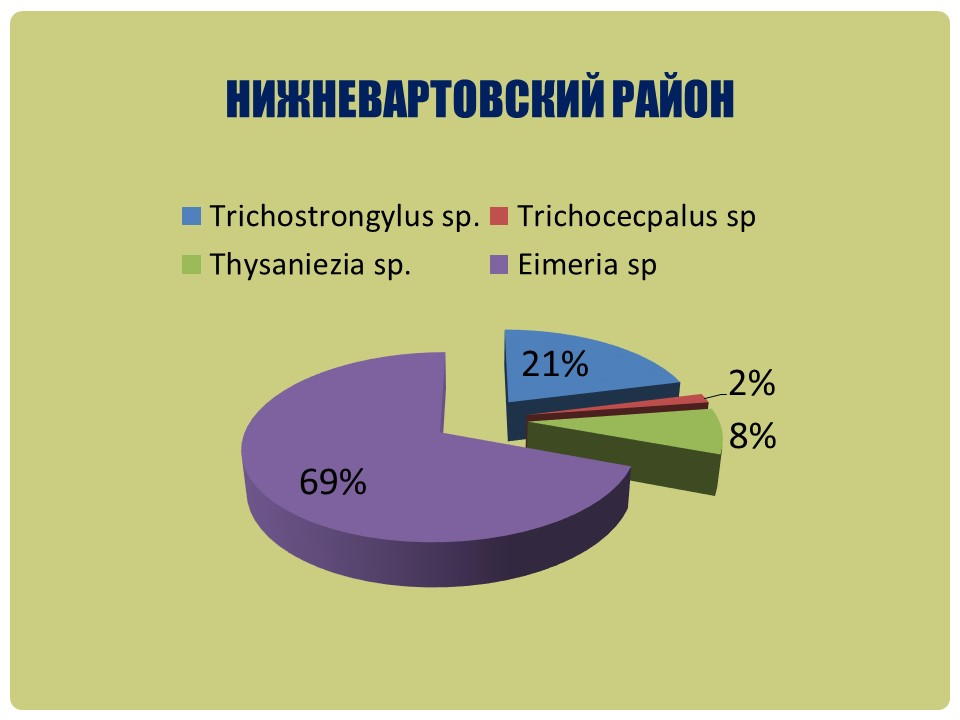 НИЖНЕВАРТОВСКИЙ РАЙОН
Trichostrongylus sp. Trichocecpalus sp
Thysaniezia sp. Eimeria sp
21%
2%
8%
69%